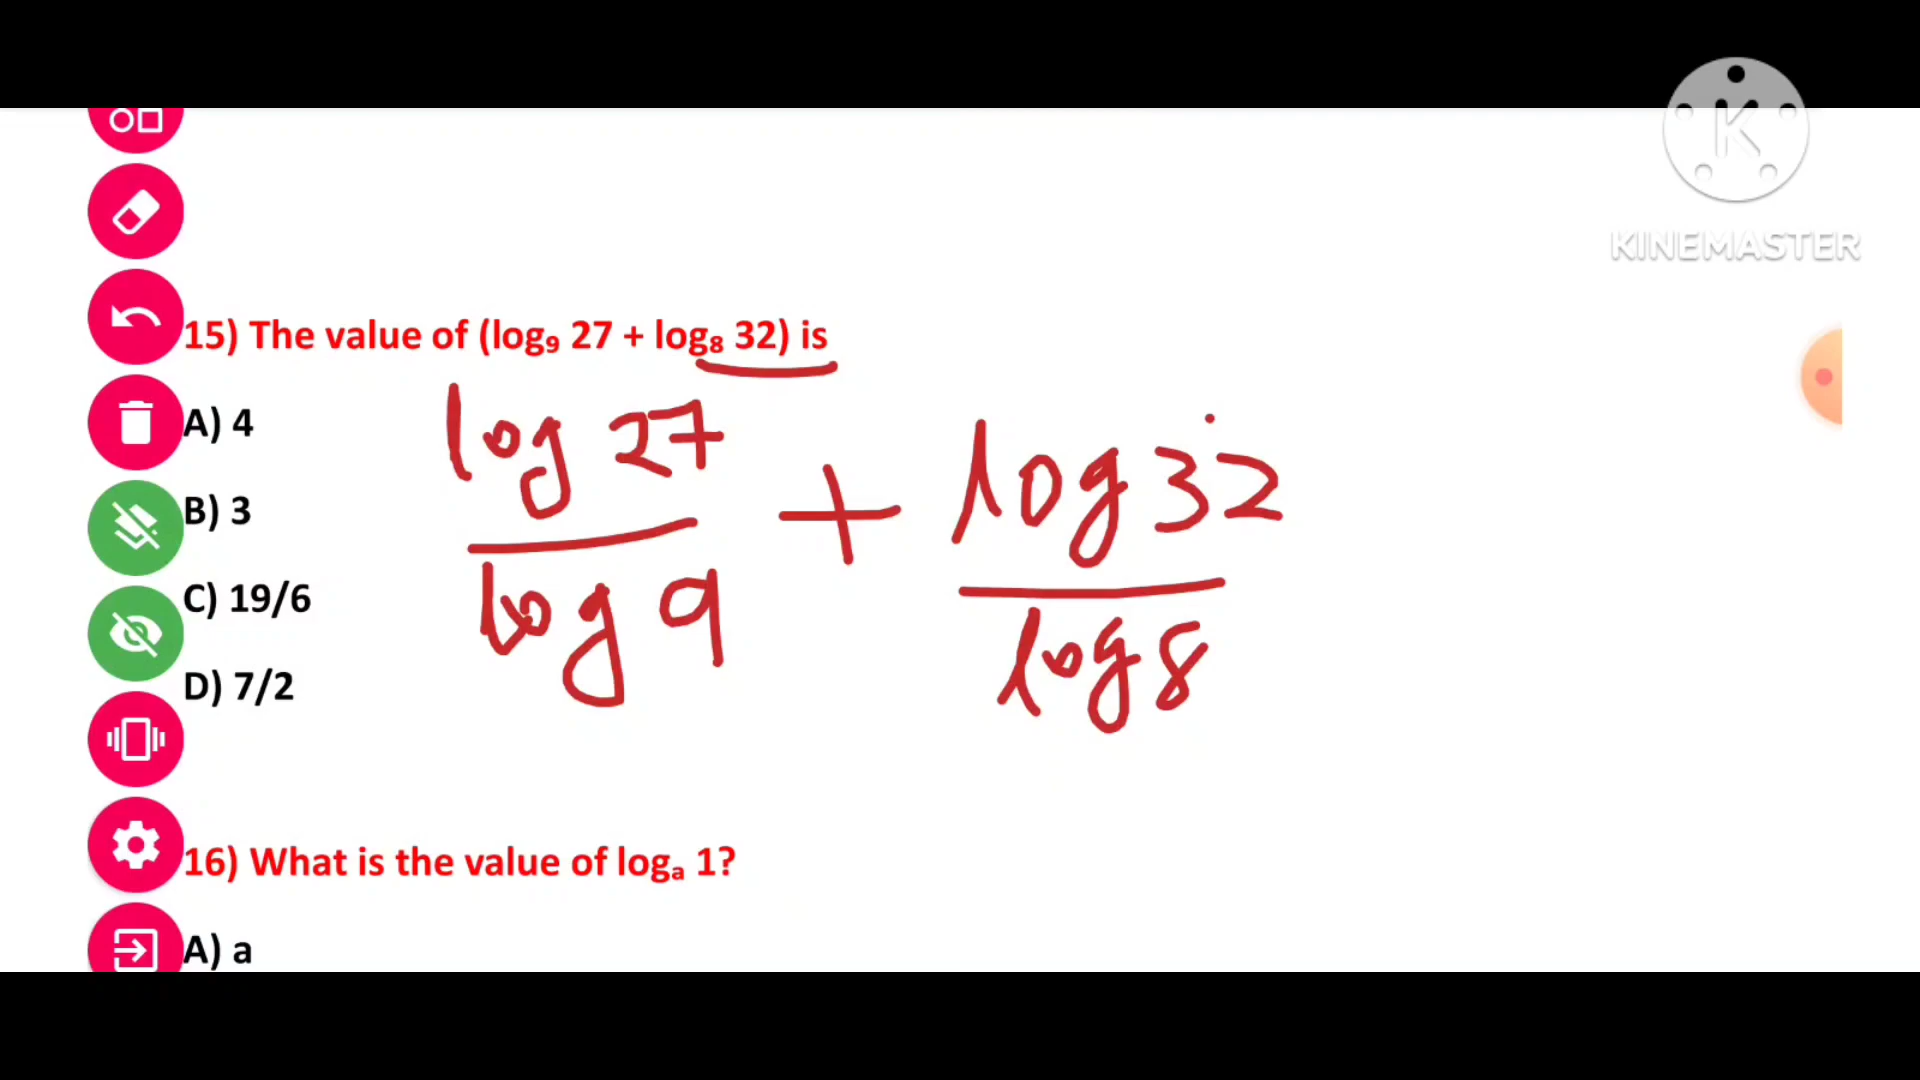 K
KINEMASTER
15) The value of (log₉ 27 + log₈ 32) is
A) 4
B) 3
C) 19/6
D) 7/2
log 27 + log 32
log 9 log 8
16) What is the value of logₐ 1?
A) a